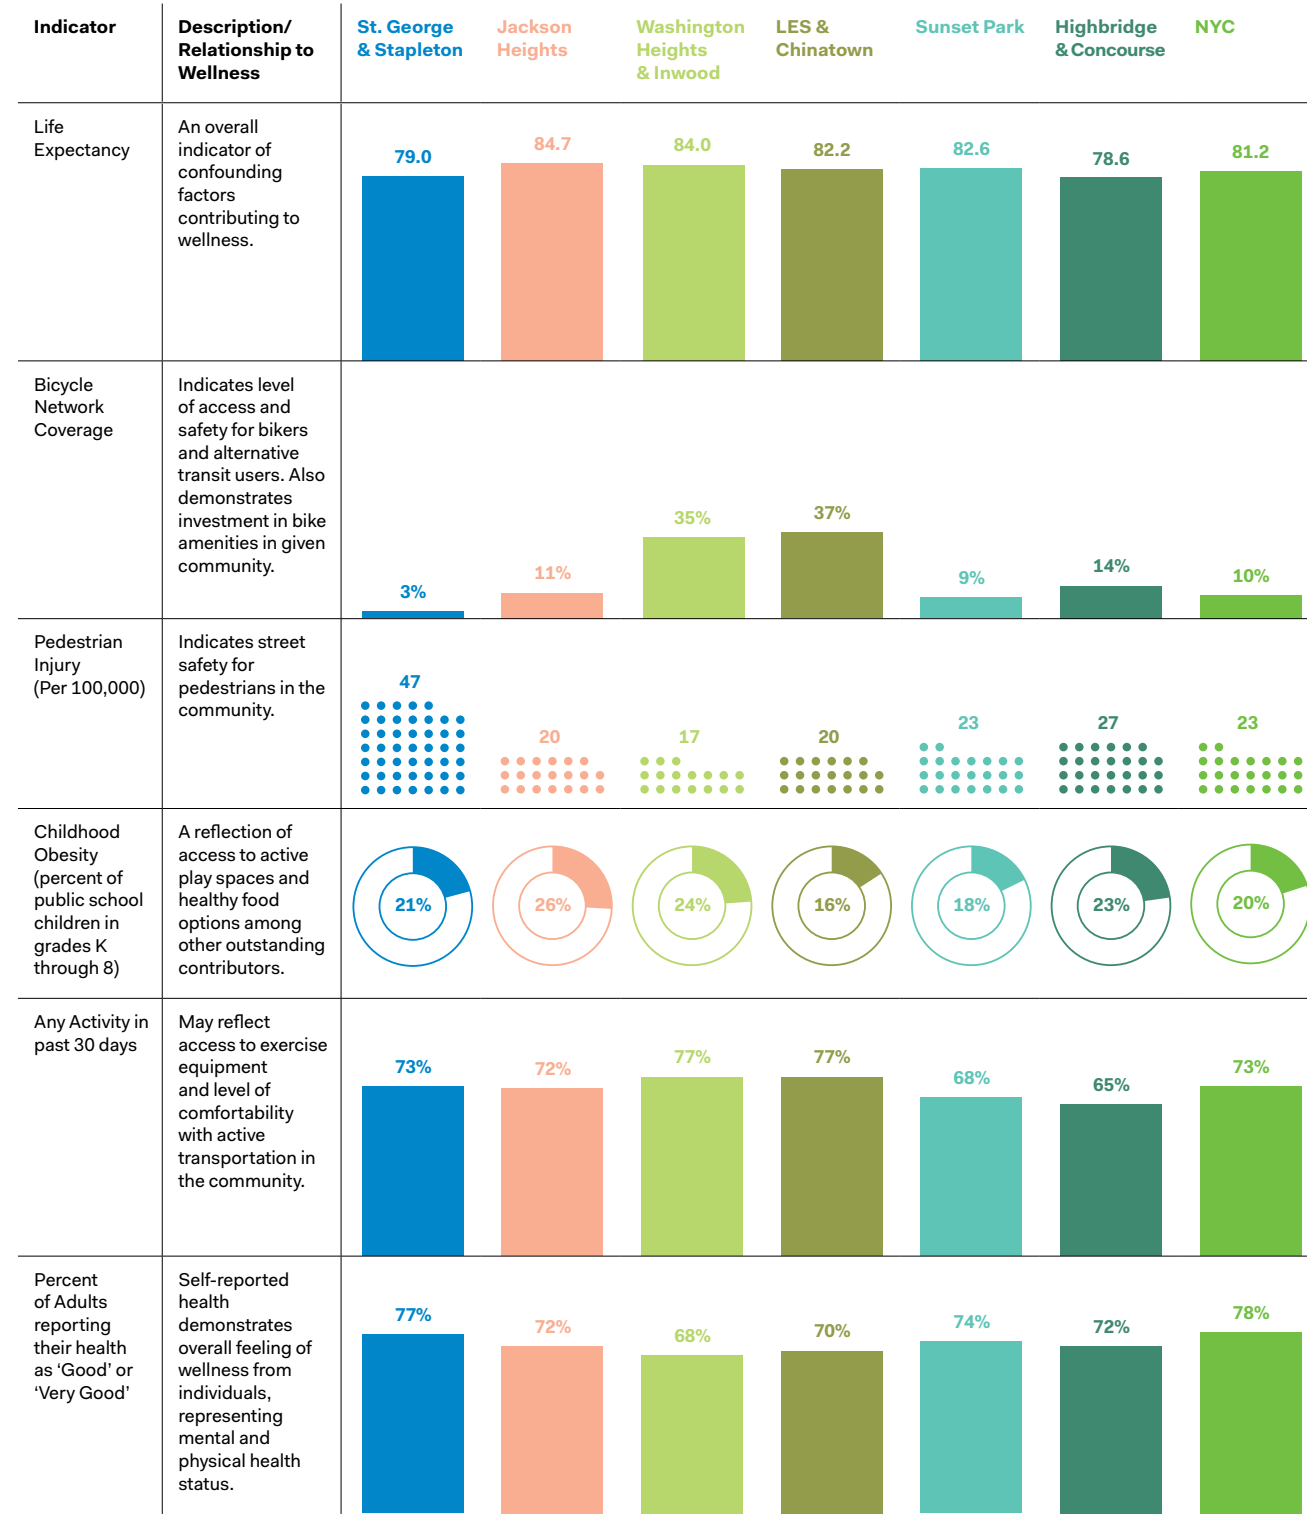 Indicator
Description/
Relationship to
Wellness
St. George
& Stapleton
Jackson
Heights
Washington
Heights
& Inwood
LES &
Chinatown
Sunset Park
Highbridge
& Concourse
NYC
Life
Expectancy
An overall
indicator of
confounding
factors
contributing to
wellness.
79.0
84.7
84.0
82.2
82.6
78.6
81.2
Bicycle
Network
Coverage
Indicates level
of access and
safety for bikers
and alternative
transit users. Also
demonstrates
investment in bike
amenities in given
community.
3%
11%
35%
37%
9%
14%
10%
Pedestrian
Injury
(Per 100,000)
Indicates street
safety for
pedestrians in the
community.
47
20
17
20
23
27
23
Childhood
Obesity
(percent of
public school
children in
grades K
through 8)
A reflection of
access to active
play spaces and
healthy food
options among
other outstanding
contributors.
21%
26%
24%
16%
18%
23%
20%
Any Activity in
past 30 days
May reflect
access to exercise
equipment
and level of
comfortability
with active
transportation in
the community.
73%
72%
77%
77%
68%
65%
73%
Percent
of Adults
reporting
their health
as ‘Good’ or
‘Very Good’
Self-reported
health
demonstrates
overall feeling of
wellness from
individuals,
representing
mental and
physical health
status.
77%
72%
68%
70%
74%
72%
78%